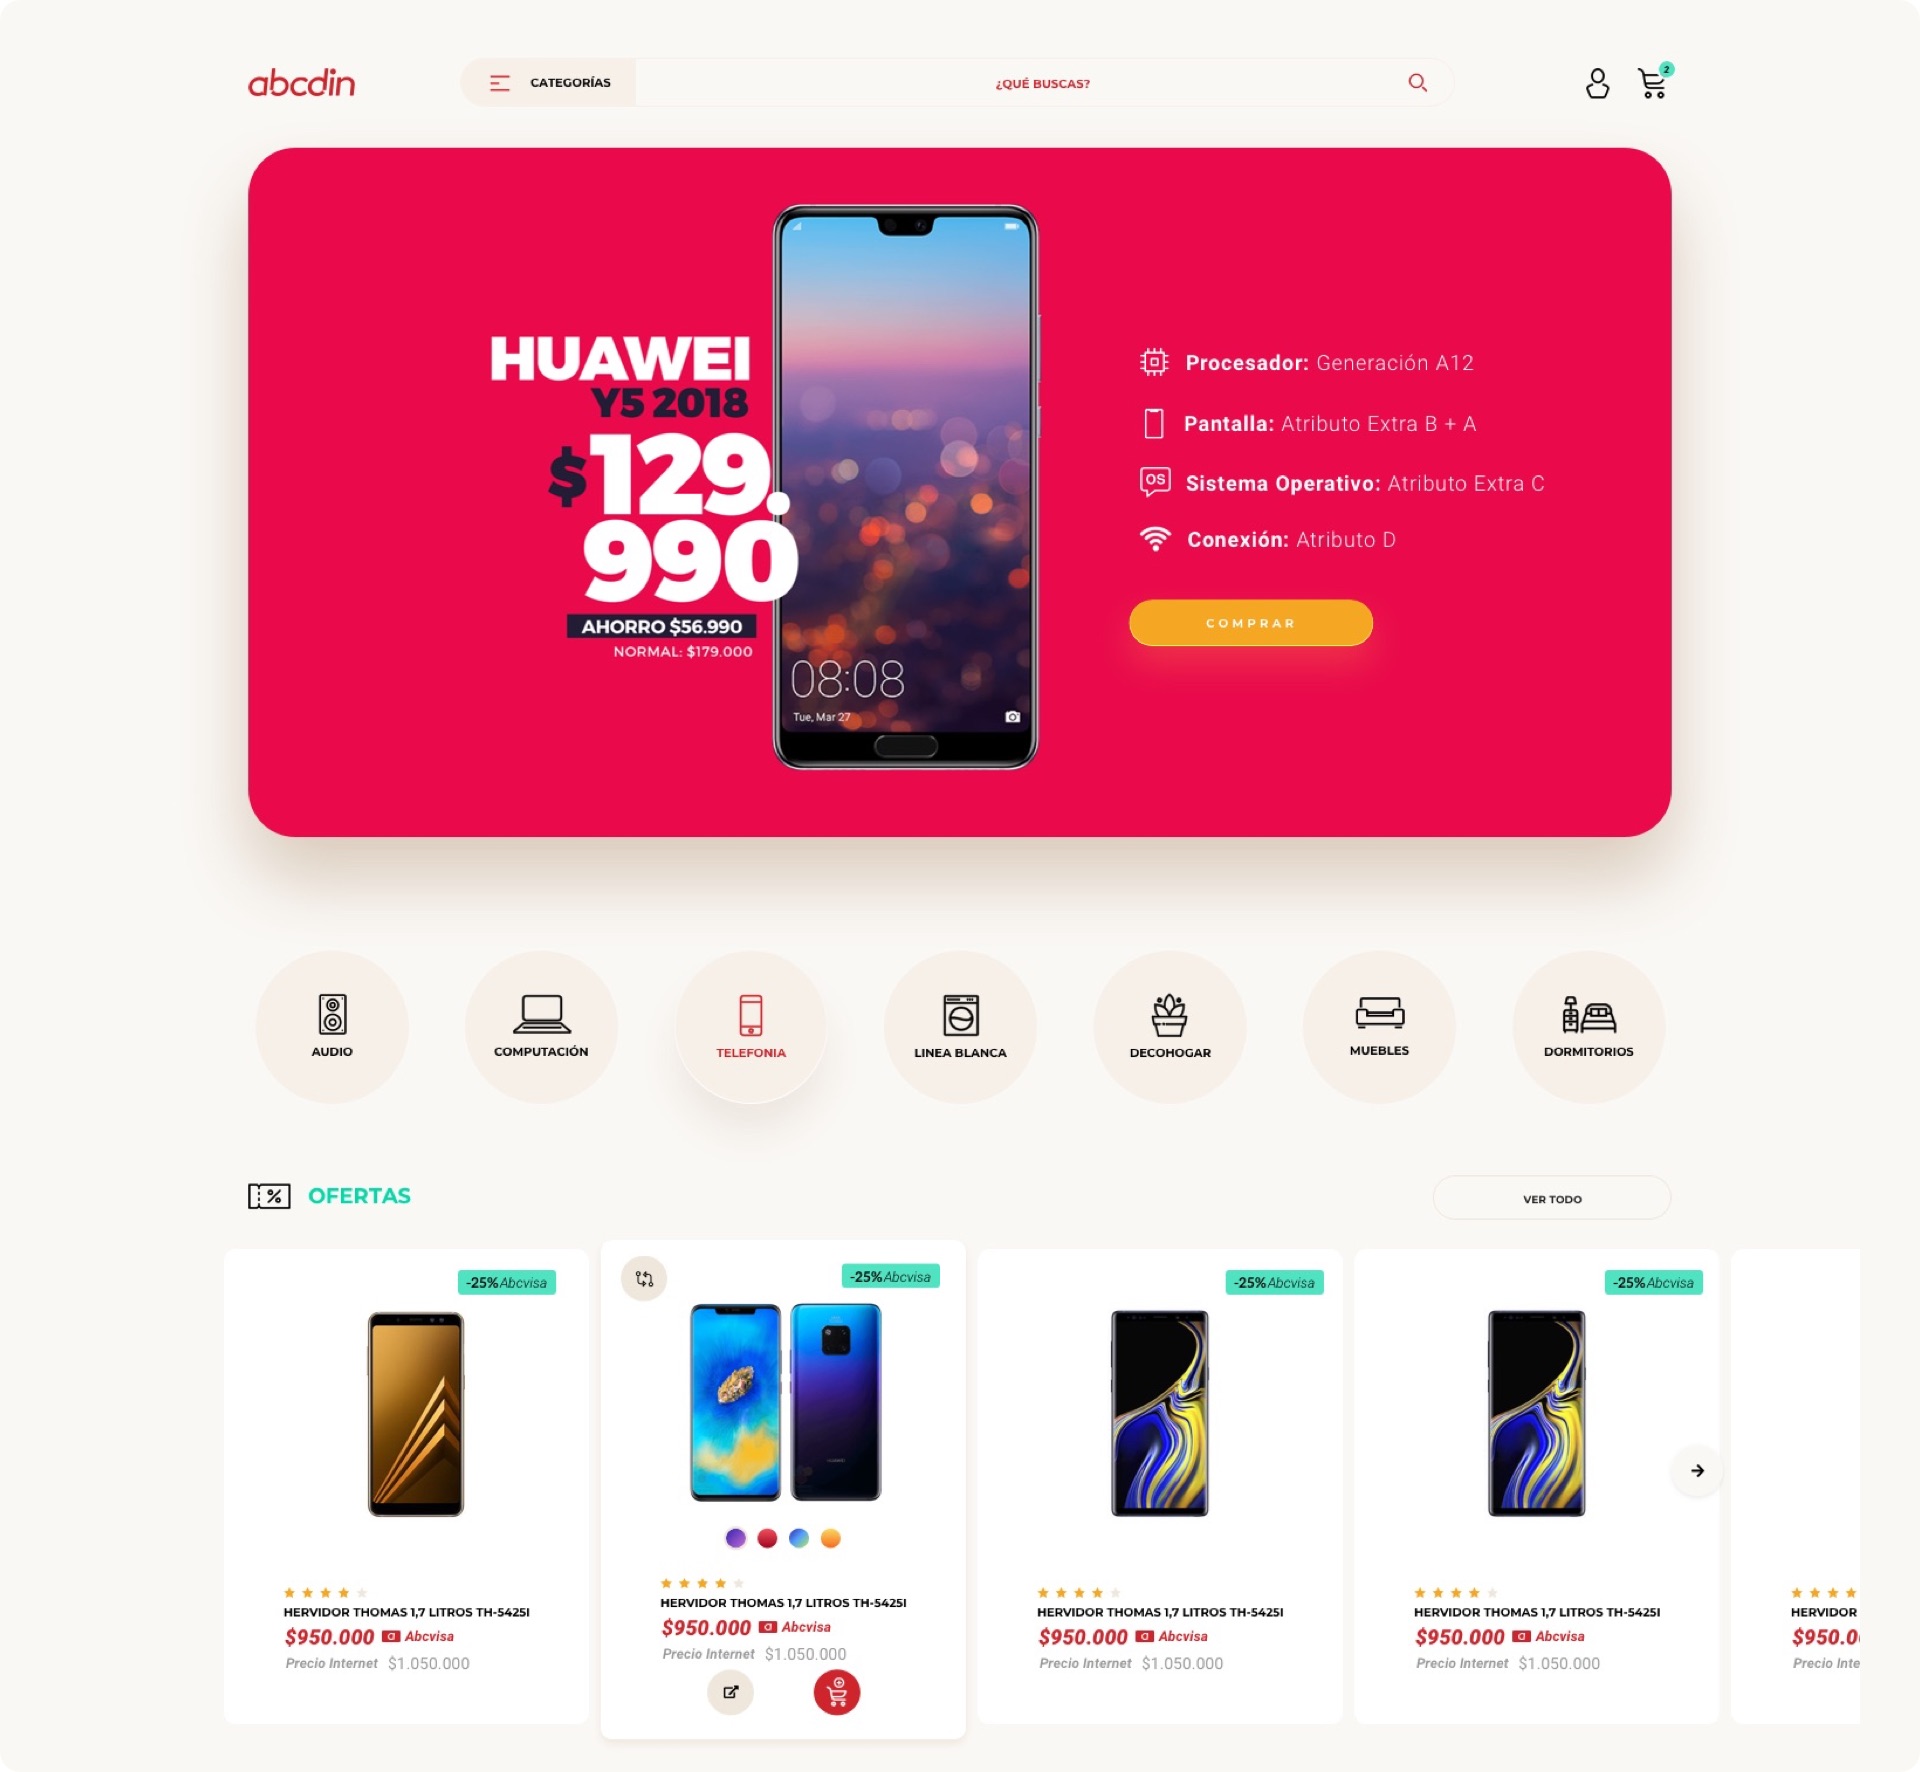 abcdin
CATEGORÍAS
¿QUÉ BUSCAS?
2
HUAWEI
Y5 2018
$129.
990
AHORRO $56.990
NORMAL: $179.000
08:08
Tue, Mar 27
Procesador: Generación A12
Pantalla: Atributo Extra B + A
OS
Sistema Operativo: Atributo Extra C
Conexión: Atributo D
COMPRAR
AUDIO
COMPUTACIÓN
TELEFONIA
LINEA BLANCA
DECOHOGAR
MUEBLES
DORMITORIOS
% OFERTAS
VER TODO
-25% Abcvisa
HERVIDOR THOMAS 1,7 LITROS TH-5425I
$950.000 a Abcvisa
Precio Internet $1.050.000
-25% Abcvisa
HUAWEI
HERVIDOR THOMAS 1,7 LITROS TH-5425I
$950.000 a Abcvisa
Precio Internet $1.050.000
-25% Abcvisa
HERVIDOR THOMAS 1,7 LITROS TH-5425I
$950.000 a Abcvisa
Precio Internet $1.050.000
-25% Abcvisa
HERVIDOR THOMAS 1,7 LITROS TH-5425I
$950.000 a Abcvisa
Precio Internet $1.050.000
HERVIDOR
$950.0
Precio Inte